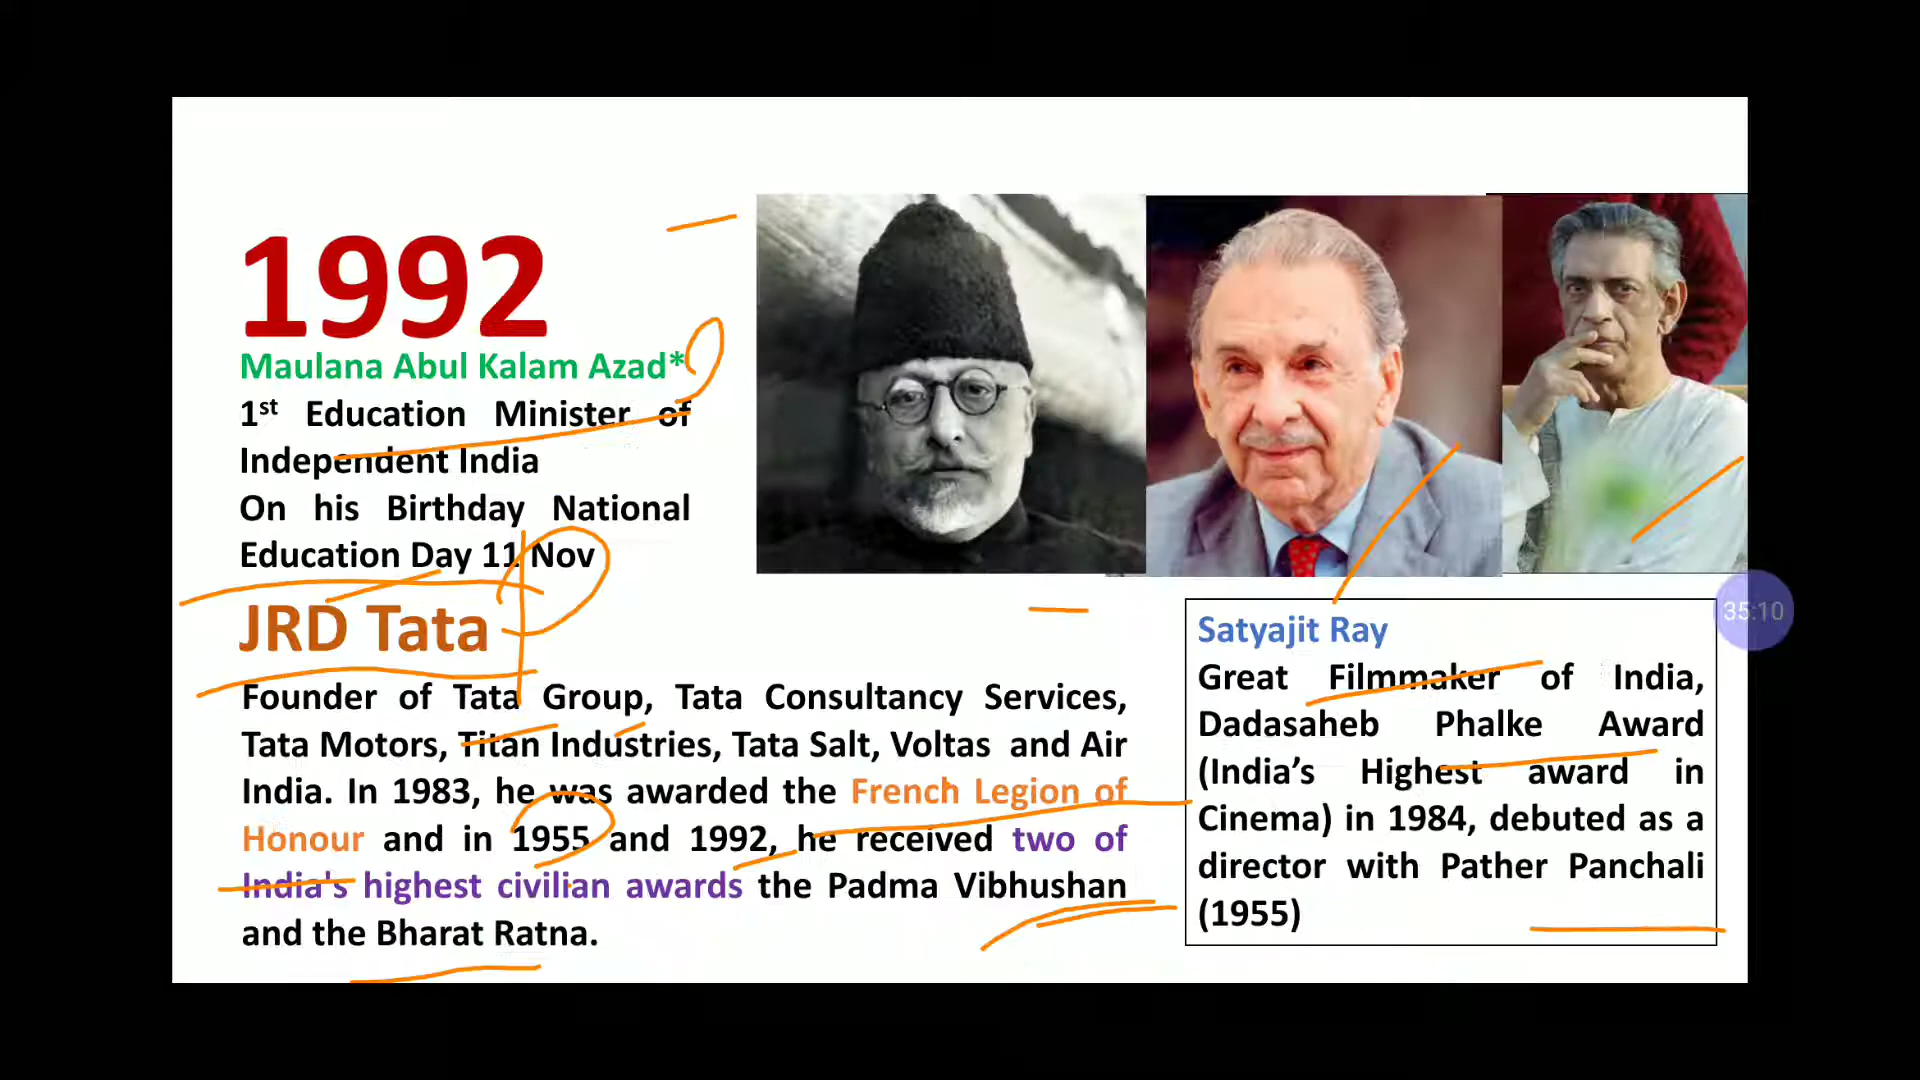 1992
Maulana Abul Kalam Azad*
1st Education Minister of
Independent India
On his Birthday National
Education Day 11 Nov
JRD Tata
Founder of Tata Group, Tata Consultancy Services,
Tata Motors, Titan Industries, Tata Salt, Voltas and Air
India. In 1983, he was awarded the French Legion of
Honour and in 1955 and 1992, he received two of
India's highest civilian awards the Padma Vibhushan
and the Bharat Ratna.
Satyajit Ray
Great Filmmaker of India,
Dadasaheb Phalke Award
(India’s Highest award in
Cinema) in 1984, debuted as a
director with Pather Panchali
(1955)
35:10